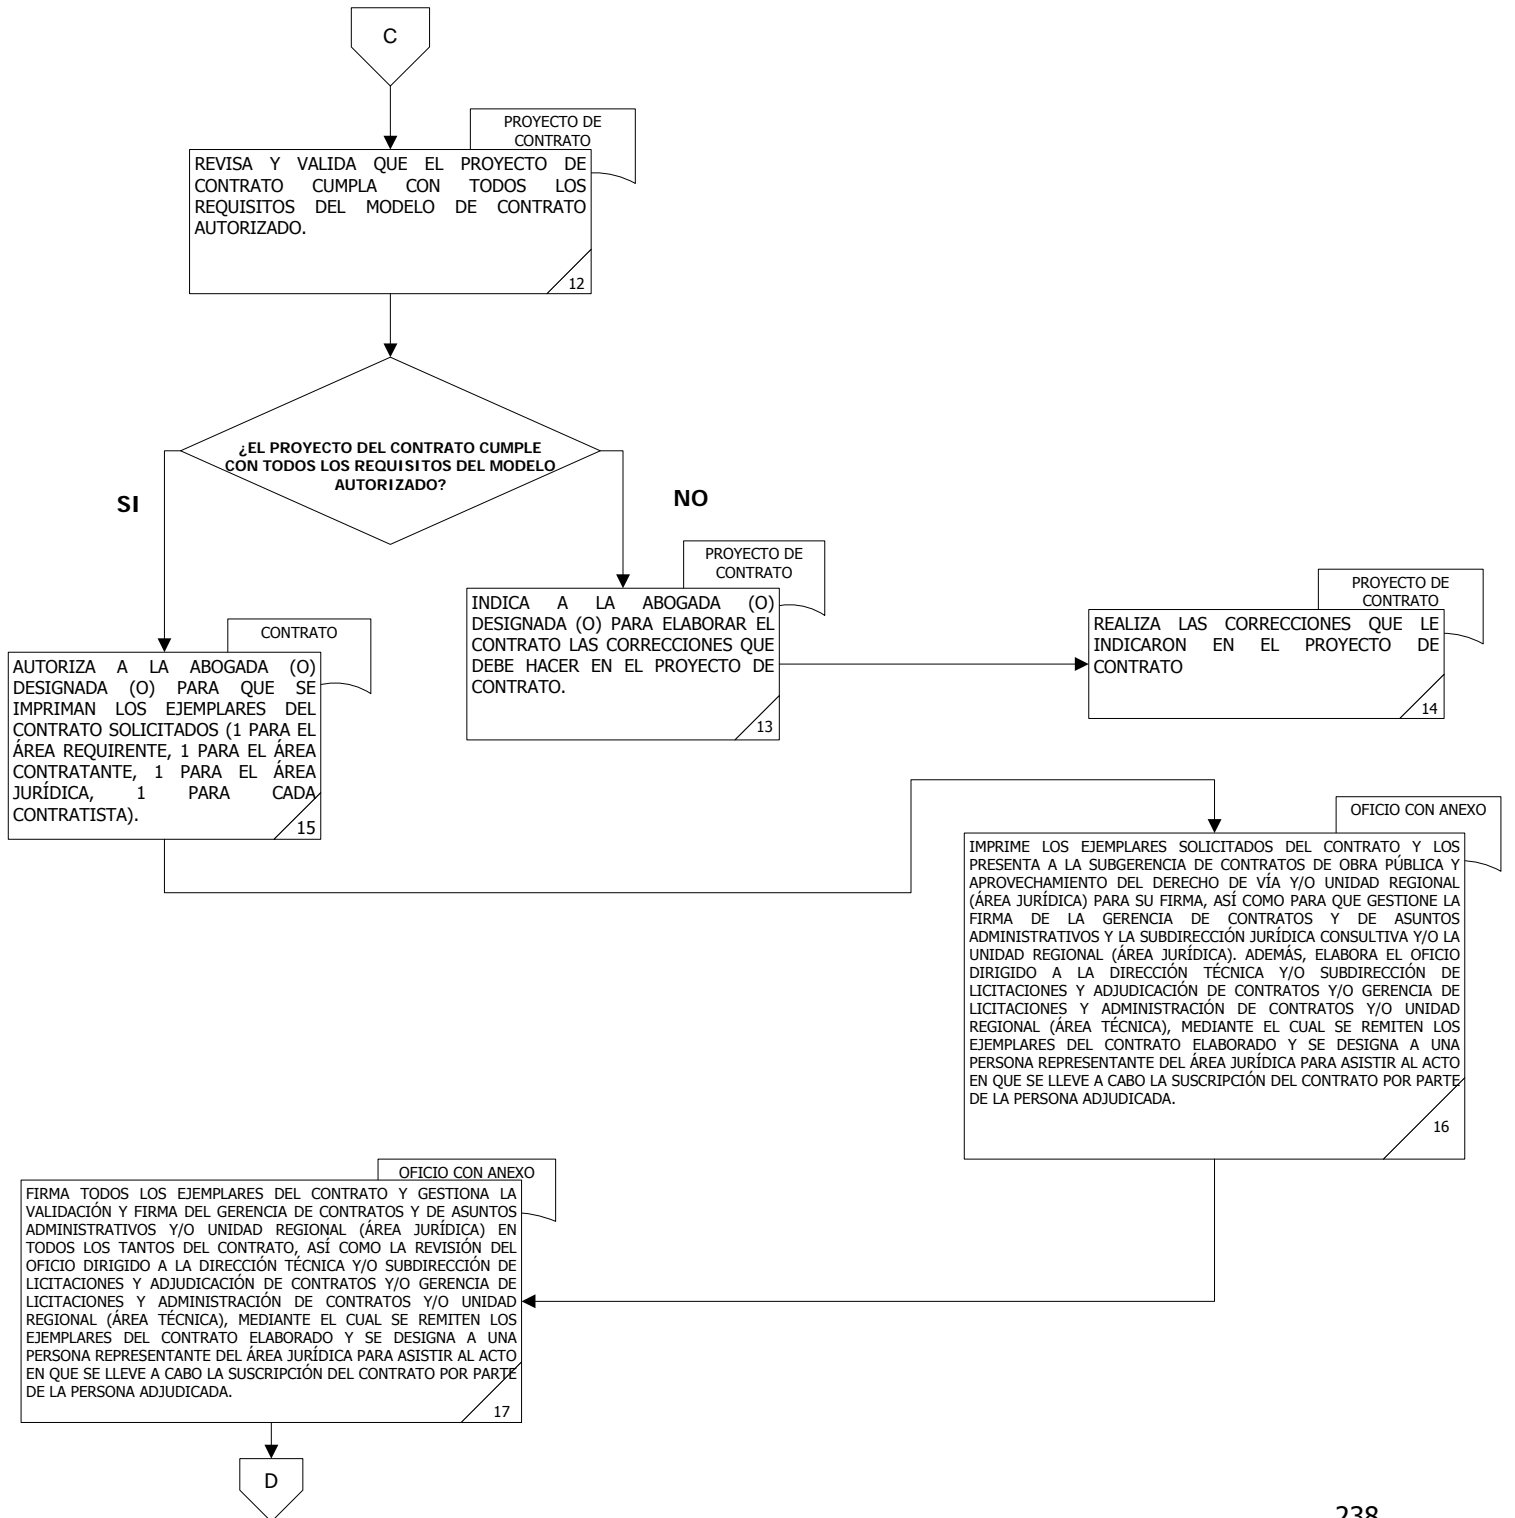 C
PROYECTO DE
CONTRATO
REVISA Y VALIDA QUE EL PROYECTO DE
CONTRATO CUMPLA CON TODOS LOS
REQUISITOS DEL MODELO DE CONTRATO
AUTORIZADO.
12
¿EL PROYECTO DEL CONTRATO CUMPLE
CON TODOS LOS REQUISITOS DEL MODELO
AUTORIZADO?
SI
NO
PROYECTO DE
CONTRATO
INDICA A LA ABOGADA (O)
DESIGNADA (O) PARA ELABORAR EL
CONTRATO LAS CORRECCIONES QUE
DEBE HACER EN EL PROYECTO DE
CONTRATO.
13
PROYECTO DE
CONTRATO
REALIZA LAS CORRECCIONES QUE LE
INDICARON EN EL PROYECTO DE
CONTRATO
14
CONTRATO
AUTORIZA A LA ABOGADA (O)
DESIGNADA (O) PARA QUE SE
IMPRIMAN LOS EJEMPLARES DEL
CONTRATO SOLICITADOS (1 PARA EL
ÁREA REQUIRENTE, 1 PARA EL ÁREA
CONTRATANTE, 1 PARA EL ÁREA
JURÍDICA, 1 PARA CADA
CONTRATISTA).
15
OFICIO CON ANEXO
IMPRIME LOS EJEMPLARES SOLICITADOS DEL CONTRATO Y LOS
PRESENTA A LA SUBGERENCIA DE CONTRATOS DE OBRA PÚBLICA Y
APROVECHAMIENTO DEL DERECHO DE VÍA Y/O UNIDAD REGIONAL
(ÁREA JURÍDICA) PARA SU FIRMA, ASÍ COMO PARA QUE GESTIONE LA
FIRMA DE LA GERENCIA DE CONTRATOS Y DE ASUNTOS
ADMINISTRATIVOS Y LA SUBDIRECCIÓN JURÍDICA CONSULTIVA Y/O LA
UNIDAD REGIONAL (ÁREA JURÍDICA). ADEMÁS, ELABORA EL OFICIO
DIRIGIDO A LA DIRECCIÓN TÉCNICA Y/O SUBDIRECCIÓN DE
LICITACIONES Y ADJUDICACIÓN DE CONTRATOS Y/O GERENCIA DE
LICITACIONES Y ADMINISTRACIÓN DE CONTRATOS Y/O UNIDAD
REGIONAL (ÁREA TÉCNICA), MEDIANTE EL CUAL SE REMITEN LOS
EJEMPLARES DEL CONTRATO ELABORADO Y SE DESIGNA A UNA
PERSONA REPRESENTANTE DEL ÁREA JURÍDICA PARA ASISTIR AL ACTO
EN QUE SE LLEVE A CABO LA SUSCRIPCIÓN DEL CONTRATO POR PARTE
DE LA PERSONA ADJUDICADA.
16
OFICIO CON ANEXO
FIRMA TODOS LOS EJEMPLARES DEL CONTRATO Y GESTIONA LA
VALIDACIÓN Y FIRMA DEL GERENCIA DE CONTRATOS Y DE ASUNTOS
ADMINISTRATIVOS Y/O UNIDAD REGIONAL (ÁREA JURÍDICA) EN
TODOS LOS TANTOS DEL CONTRATO, ASÍ COMO LA REVISIÓN DEL
OFICIO DIRIGIDO A LA DIRECCIÓN TÉCNICA Y/O SUBDIRECCIÓN DE
LICITACIONES Y ADJUDICACIÓN DE CONTRATOS Y/O GERENCIA DE
LICITACIONES Y ADMINISTRACIÓN DE CONTRATOS Y/O UNIDAD
REGIONAL (ÁREA TÉCNICA), MEDIANTE EL CUAL SE REMITEN LOS
EJEMPLARES DEL CONTRATO ELABORADO Y SE DESIGNA A UNA
PERSONA REPRESENTANTE DEL ÁREA JURÍDICA PARA ASISTIR AL ACTO
EN QUE SE LLEVE A CABO LA SUSCRIPCIÓN DEL CONTRATO POR PARTE
DE LA PERSONA ADJUDICADA.
17
D
238